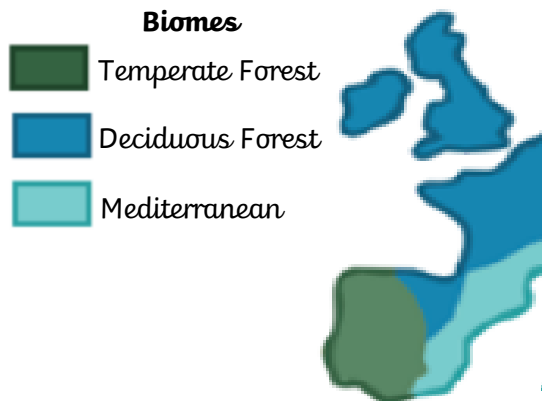 Biomes
Temperate Forest
Deciduous Forest
Mediterranean